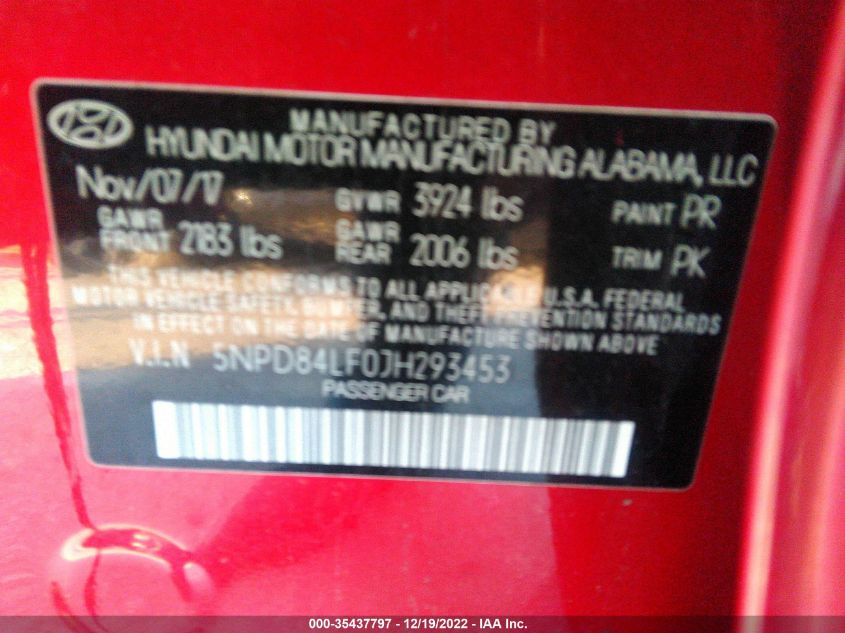 MANUFACTURED BY
HYUNDAI MOTOR MANUFACTURING ALABAMA, LLC
Nov/07/17 GVWR 3924 lbs PAINT PR
GAWR FRONT 2183 lbs GAWR REAR 2006 lbs TRIM PK
THIS VEHICLE CONFORMS TO ALL APPLICABLE U.S.A. FEDERAL
MOTOR VEHICLE SAFETY, BUMPER, AND THEFT PREVENTION STANDARDS
IN EFFECT ON THE DATE OF MANUFACTURE SHOWN ABOVE.
V.I.N 5NPD84LF0JH293453
PASSENGER CAR
000-35437797 - 12/19/2022 - IAA Inc.